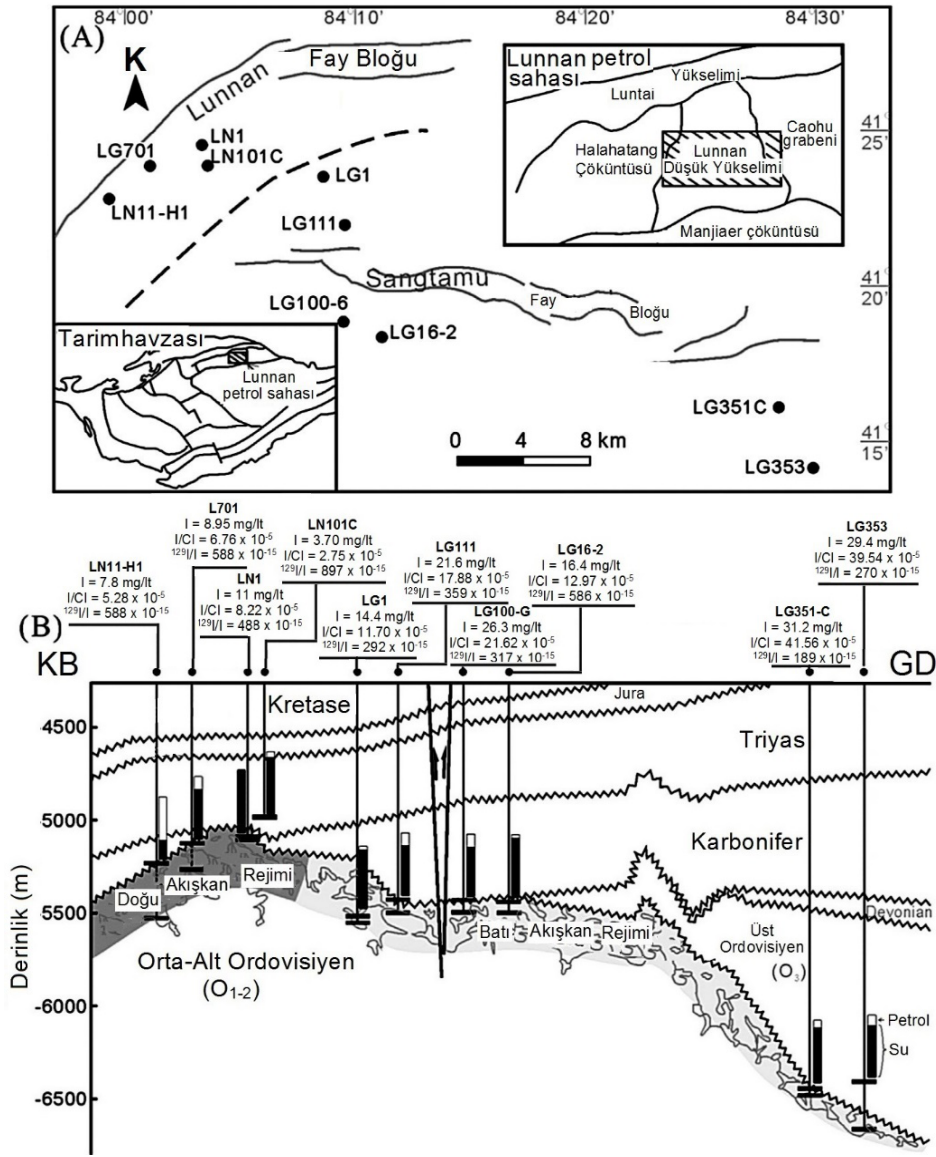 84°00'
84°10'
84°20'
84°30'
(A)
K
Lunnan
Fay Bloğu
LN1
LG701
LN101C
LN11-H1
LG1
LG111
Lunnan petrol
sahası
Yükselimi
Luntai
Caohu
grabeni
Halahatang
Çöküntüsü
Lunnan
Düşük Yükselimi
Manjiaer çöküntüsü
41°
25'
Sangtamu
Fay
Bloğu
41°
20'
LG100-6
LG16-2
Tarimhavzası
Lunnan
petrol sahası
LG351C
LG353
41°
15'
0 4 8 km
(B)
LN11-H1
I = 7.8 mg/lt
I/CI = 5.28 x 10-5
129I/I = 588 x 10-15
L701
I = 8.95 mg/lt
I/CI = 6.76 x 10-5
129I/I = 588 x 10-15
LN1
I = 11 mg/lt
I/CI = 8.22 x 10-5
129I/I = 488 x 10-15
LN101C
I = 3.70 mg/lt
I/CI = 2.75 x 10-5
129I/I = 897 x 10-15
LG1
I = 14.4 mg/lt
I/CI = 11.70 x 10-5
129I/I = 292 x 10-15
LG111
I = 21.6 mg/lt
I/CI = 17.88 x 10-5
129I/I = 359 x 10-15
LG100-G
I = 26.3 mg/lt
I/CI = 21.62 x 10-5
129I/I = 317 x 10-15
LG16-2
I = 16.4 mg/lt
I/CI = 12.97 x 10-5
129I/I = 586 x 10-15
LG351-C
I = 31.2 mg/lt
I/CI = 41.56 x 10-5
129I/I = 189 x 10-15
LG353
I = 29.4 mg/lt
I/CI = 39.54 x 10-5
129I/I = 270 x 10-15
KB
GD
Derinlik (m)
-4500
-5000
-5500
-6000
-6500
Kretase
Jura
Triyas
Karbonifer
Devonian
Doğu Akışkan Rejimi
Batı Akışkan Rejimi
Üst
Ordovisiyen
(O3)
Orta-Alt Ordovisiyen
(O1-2)
Petrol
Su